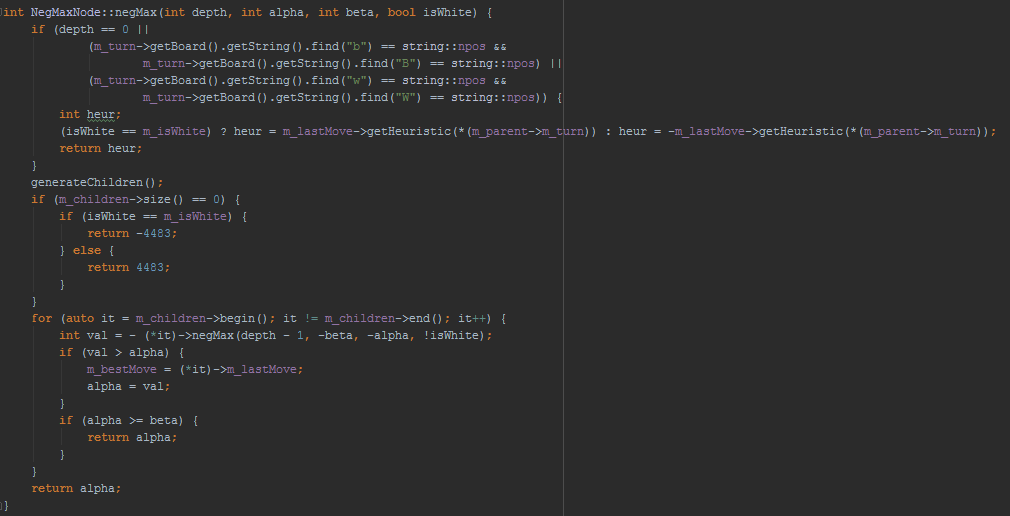 int NegMaxNode::negMax(int depth, int alpha, int beta, bool isWhite) {
if (depth == 0 ||
(m_turn->getBoard().getString().find("b") == string::npos &&
m_turn->getBoard().getString().find("B") == string::npos) ||
(m_turn->getBoard().getString().find("w") == string::npos &&
m_turn->getBoard().getString().find("W") == string::npos)) {
int heur;
(isWhite == m_isWhite) ? heur = m_lastMove->getHeuristic(*(m_parent->m_turn)) : heur = -m_lastMove->getHeuristic(*(m_parent->m_turn));
return heur;
}
generateChildren();
if (m_children->size() == 0) {
if (isWhite == m_isWhite) {
return -4483;
} else {
return 4483;
}
}
for (auto it = m_children->begin(); it != m_children->end(); it++) {
int val = - (*it)->negMax(depth - 1, -beta, -alpha, !isWhite);
if (val > alpha) {
m_bestMove = (*it)->m_lastMove;
alpha = val;
}
if (alpha >= beta) {
return alpha;
}
}
return alpha;
}